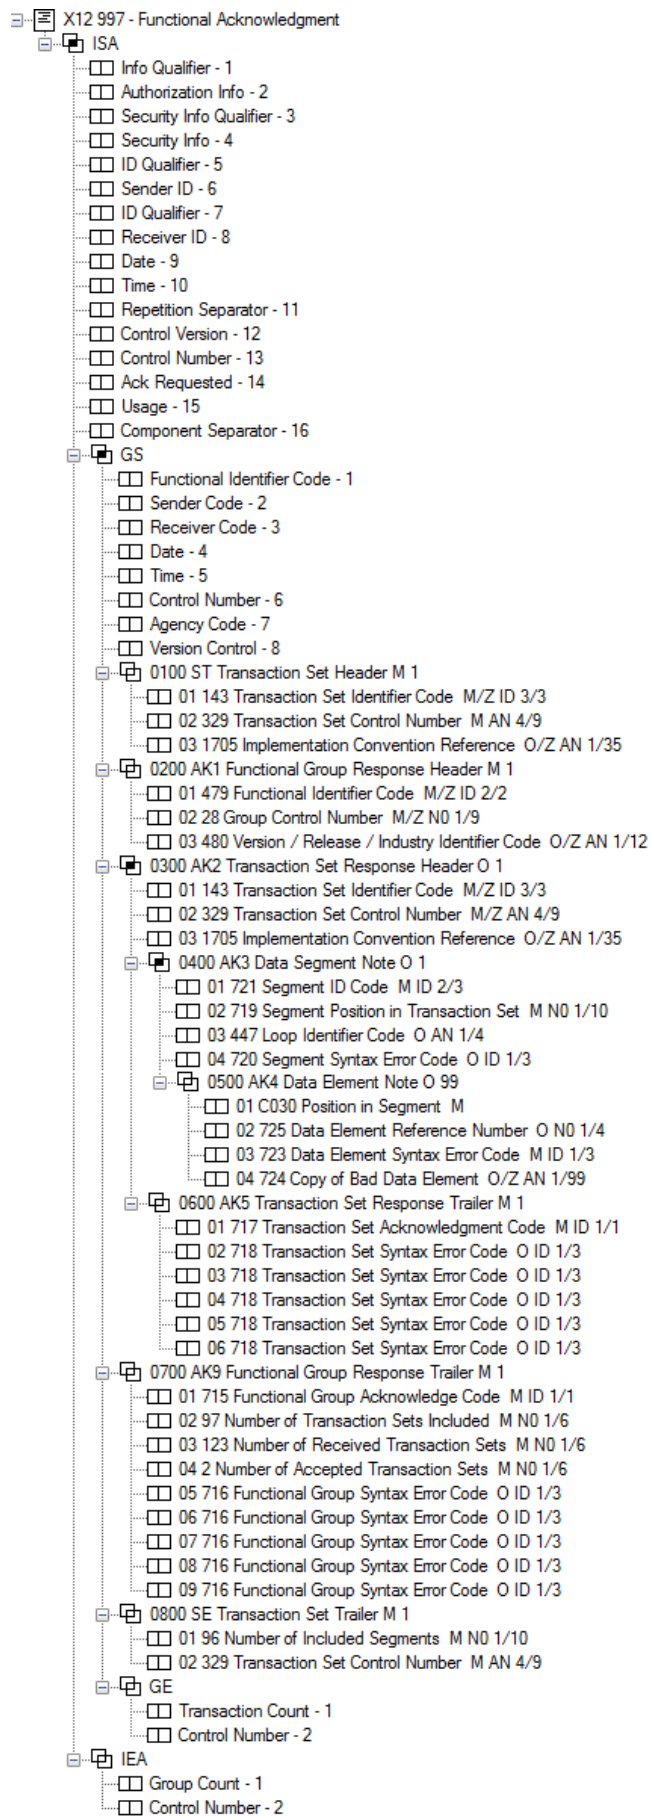 X12 997 - Functional Acknowledgment
ISA
Info Qualifier - 1
Authorization Info - 2
Security Info Qualifier - 3
Security Info - 4
ID Qualifier - 5
Sender ID - 6
ID Qualifier - 7
Receiver ID - 8
Date - 9
Time - 10
Repetition Separator - 11
Control Version - 12
Control Number - 13
Ack Requested - 14
Usage - 15
Component Separator - 16
GS
Functional Identifier Code - 1
Sender Code - 2
Receiver Code - 3
Date - 4
Time - 5
Control Number - 6
Agency Code - 7
Version Control - 8
0100 ST Transaction Set Header M 1
01 143 Transaction Set Identifier Code M/Z ID 3/3
02 329 Transaction Set Control Number M AN 4/9
03 1705 Implementation Convention Reference O/Z AN 1/35
0200 AK1 Functional Group Response Header M 1
01 479 Functional Identifier Code M/Z ID 2/2
02 28 Group Control Number M/Z N0 1/9
03 480 Version / Release / Industry Identifier Code O/Z AN 1/12
0300 AK2 Transaction Set Response Header O 1
01 143 Transaction Set Identifier Code M/Z ID 3/3
02 329 Transaction Set Control Number M/Z AN 4/9
03 1705 Implementation Convention Reference O/Z AN 1/35
0400 AK3 Data Segment Note O 1
01 721 Segment ID Code M ID 2/3
02 719 Segment Position in Transaction Set M N0 1/10
03 447 Loop Identifier Code O AN 1/4
04 720 Segment Syntax Error Code O ID 1/3
0500 AK4 Data Element Note O 99
01 C030 Position in Segment M
02 725 Data Element Reference Number O N0 1/4
03 723 Data Element Syntax Error Code M ID 1/3
04 724 Copy of Bad Data Element O/Z AN 1/99
0600 AK5 Transaction Set Response Trailer M 1
01 717 Transaction Set Acknowledgment Code M ID 1/1
02 718 Transaction Set Syntax Error Code O ID 1/3
03 718 Transaction Set Syntax Error Code O ID 1/3
04 718 Transaction Set Syntax Error Code O ID 1/3
05 718 Transaction Set Syntax Error Code O ID 1/3
06 718 Transaction Set Syntax Error Code O ID 1/3
0700 AK9 Functional Group Response Trailer M 1
01 715 Functional Group Acknowledge Code M ID 1/1
02 97 Number of Transaction Sets Included M N0 1/6
03 123 Number of Received Transaction Sets M N0 1/6
04 2 Number of Accepted Transaction Sets M N0 1/6
05 716 Functional Group Syntax Error Code O ID 1/3
06 716 Functional Group Syntax Error Code O ID 1/3
07 716 Functional Group Syntax Error Code O ID 1/3
08 716 Functional Group Syntax Error Code O ID 1/3
09 716 Functional Group Syntax Error Code O ID 1/3
0800 SE Transaction Set Trailer M 1
01 96 Number of Included Segments M N0 1/10
02 329 Transaction Set Control Number M AN 4/9
GE
Transaction Count - 1
Control Number - 2
IEA
Group Count - 1
Control Number - 2